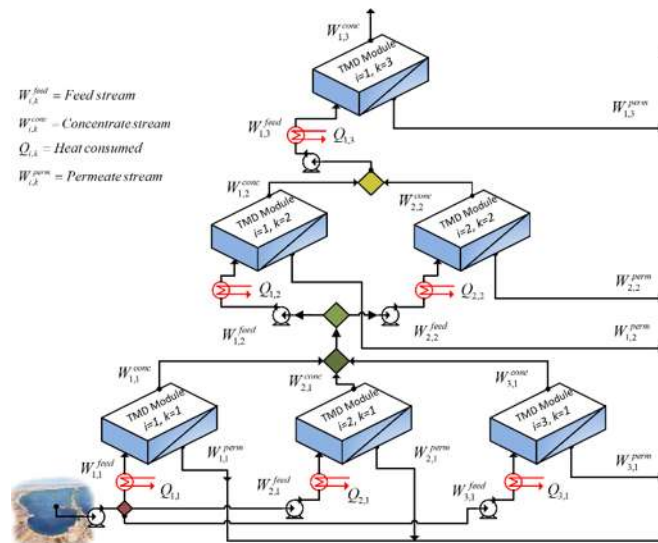 W_{1,3}^{conc}
TMD Module
i=1, k=3
W_{i,k}^{feed} = Feed stream
W_{i,k}^{conc} = Concentrate stream
Q_{i,k} = Heat consumed
W_{i,k}^{perm} = Permeate stream
W_{1,3}^{feed}
Q_{1,3}
W_{1,3}^{perm}
W_{1,2}^{conc}
W_{2,2}^{conc}
TMD Module
i=1, k=2
TMD Module
i=2, k=2
Q_{1,2}
Q_{2,2}
W_{2,2}^{perm}
W_{1,2}^{feed}
W_{2,2}^{feed}
W_{1,2}^{perm}
W_{1,1}^{conc}
W_{2,1}^{conc}
W_{3,1}^{conc}
TMD Module
i=1, k=1
TMD Module
i=2, k=1
TMD Module
i=3, k=1
W_{1,1}^{feed}
Q_{1,1}
W_{1,1}^{perm}
W_{2,1}^{feed}
Q_{2,1}
W_{2,1}^{perm}
W_{3,1}^{feed}
Q_{3,1}
W_{3,1}^{perm}